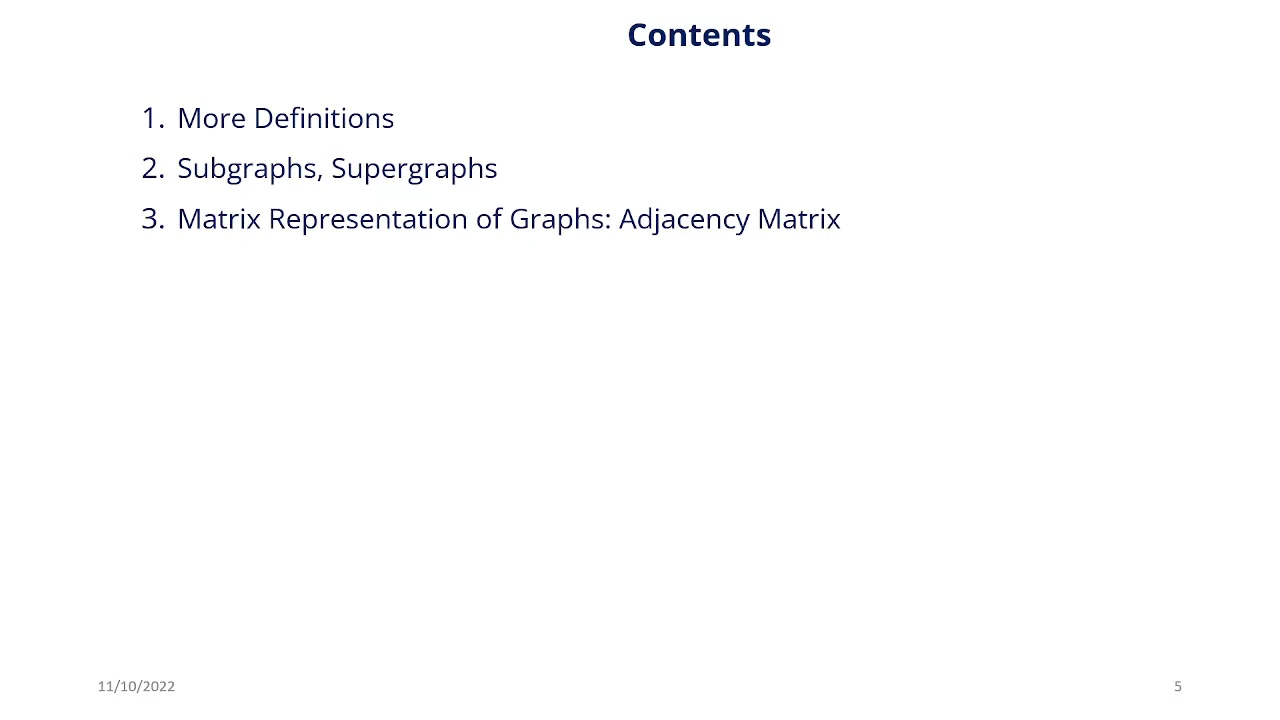 Contents
1. More Definitions
2. Subgraphs, Supergraphs
3. Matrix Representation of Graphs: Adjacency Matrix
11/10/2022
5